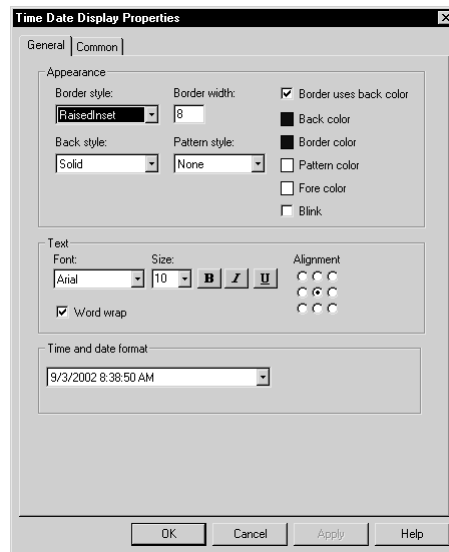 Time Date Display Properties
General Common
Appearance
Border style: Border width: Border uses back color
RaisedInset 8
Back color
Border color
Back style: Pattern style:
Solid None Pattern color
Fore color
Blink
Text
Font: Size: Alignment
Arial 10 B I U
Word wrap
Time and date format
9/3/2002 8:38:50 AM
OK Cancel Apply Help